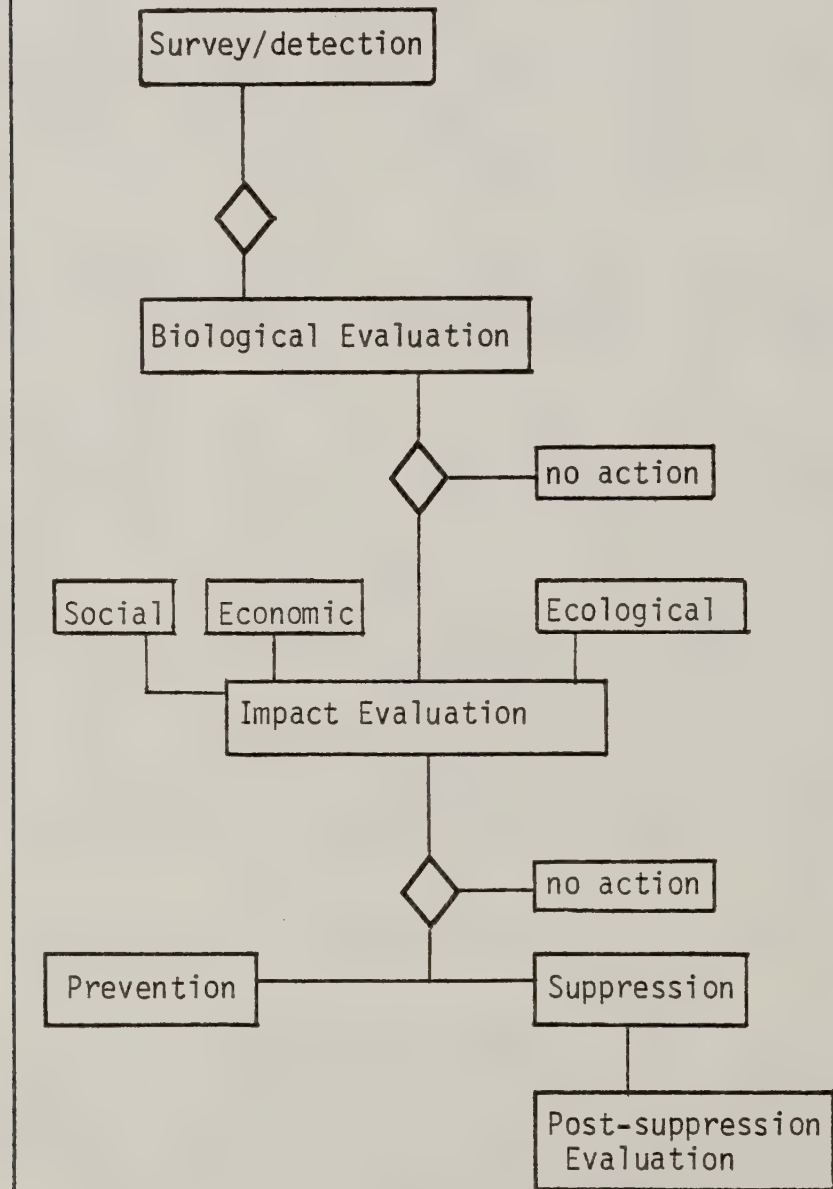 Survey/detection
Biological Evaluation
no action
Social
Economic
Ecological
Impact Evaluation
no action
Prevention
Suppression
Post-suppression
Evaluation